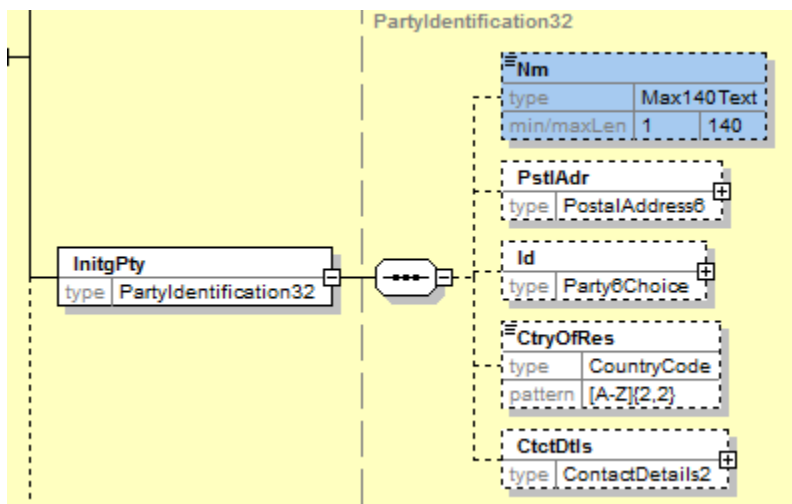 PartyIdentification32
Nm
type Max140Text
min/maxLen 1 140
PstlAdr
type PostalAddress6
InitgPty
type PartyIdentification32
Id
type Party6Choice
CtryOfRes
type CountryCode
pattern [A-Z]{2,2}
CtctDtls
type ContactDetails2